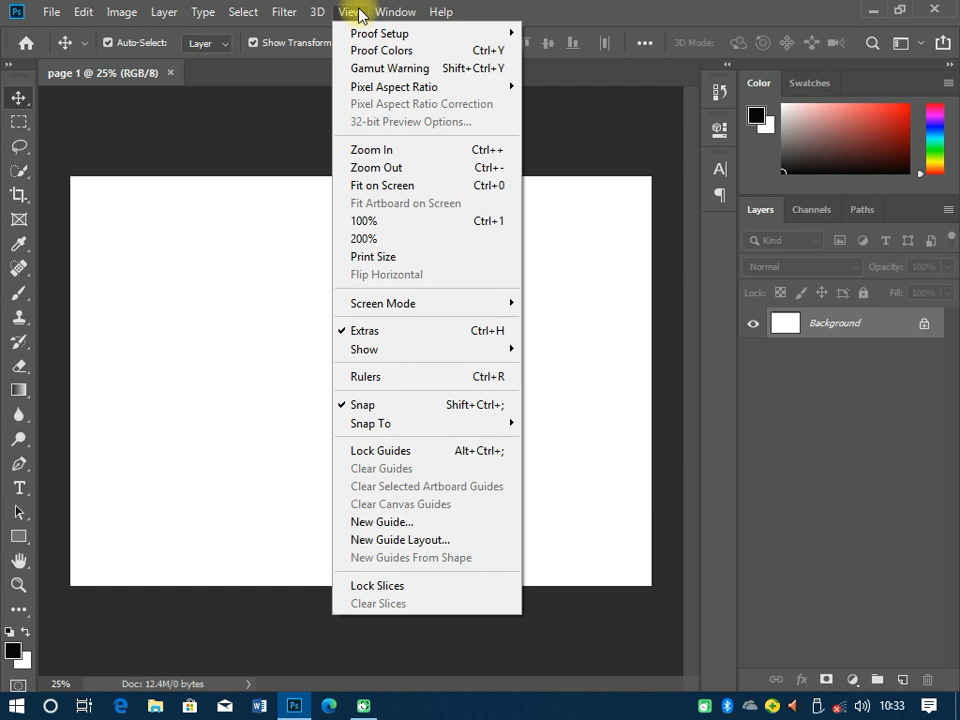 Ps File Edit Image Layer Type Select Filter 3D View Window Help
Auto-Select: Layer Show Transform 3D Mode:
page 1 @ 25% (RGB/8)
Proof Setup
Proof Colors Ctrl+Y
Gamut Warning Shift+Ctrl+Y
Pixel Aspect Ratio
Pixel Aspect Ratio Correction
32-bit Preview Options...
Zoom In Ctrl++
Zoom Out Ctrl+-
Fit on Screen Ctrl+0
Fit Artboard on Screen
100% Ctrl+1
200%
Print Size
Flip Horizontal
Screen Mode
Extras Ctrl+H
Show
Rulers Ctrl+R
Snap Shift+Ctrl+;
Snap To
Lock Guides Alt+Ctrl+;
Clear Guides
Clear Selected Artboard Guides
Clear Canvas Guides
New Guide...
New Guide Layout...
New Guides From Shape
Lock Slices
Clear Slices
Color Swatches
Layers Channels Paths
Kind
Normal Opacity: 100%
Lock: Fill: 100%
Background
25% Doc: 12.4M/0 bytes
10:33